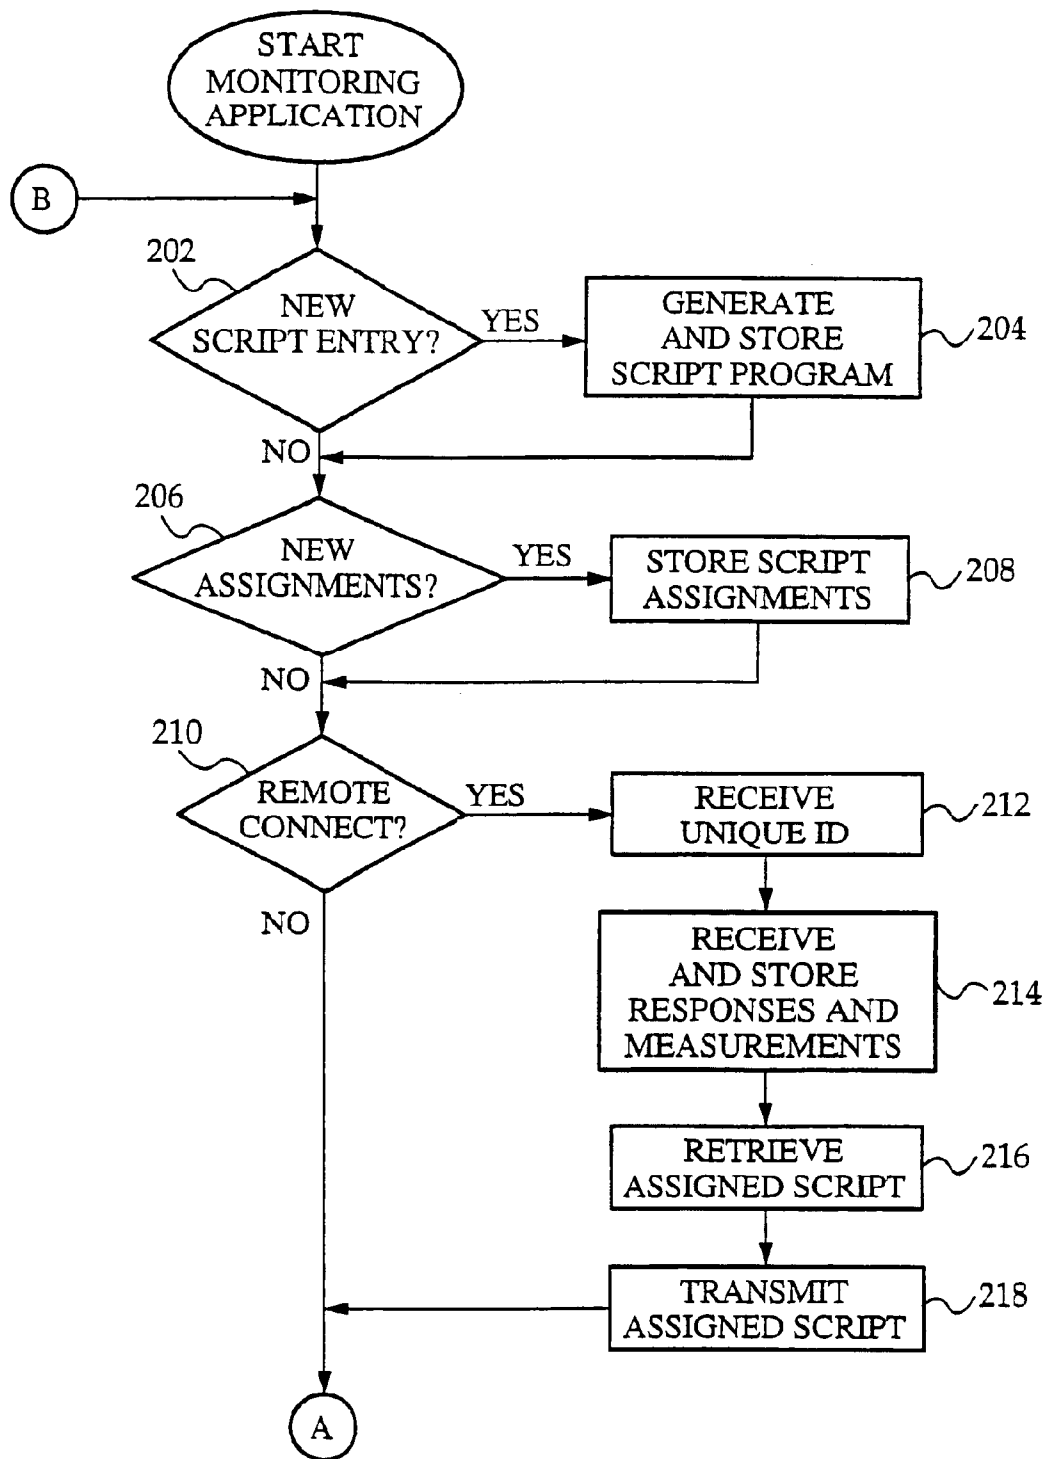 START
MONITORING
APPLICATION
B
202
NEW
SCRIPT ENTRY?
YES
GENERATE
AND STORE
SCRIPT PROGRAM
204
NO
206
NEW
ASSIGNMENTS?
YES
STORE SCRIPT
ASSIGNMENTS
208
NO
210
REMOTE
CONNECT?
YES
RECEIVE
UNIQUE ID
212
NO
RECEIVE
AND STORE
RESPONSES AND
MEASUREMENTS
214
RETRIEVE
ASSIGNED SCRIPT
216
TRANSMIT
ASSIGNED SCRIPT
218
A